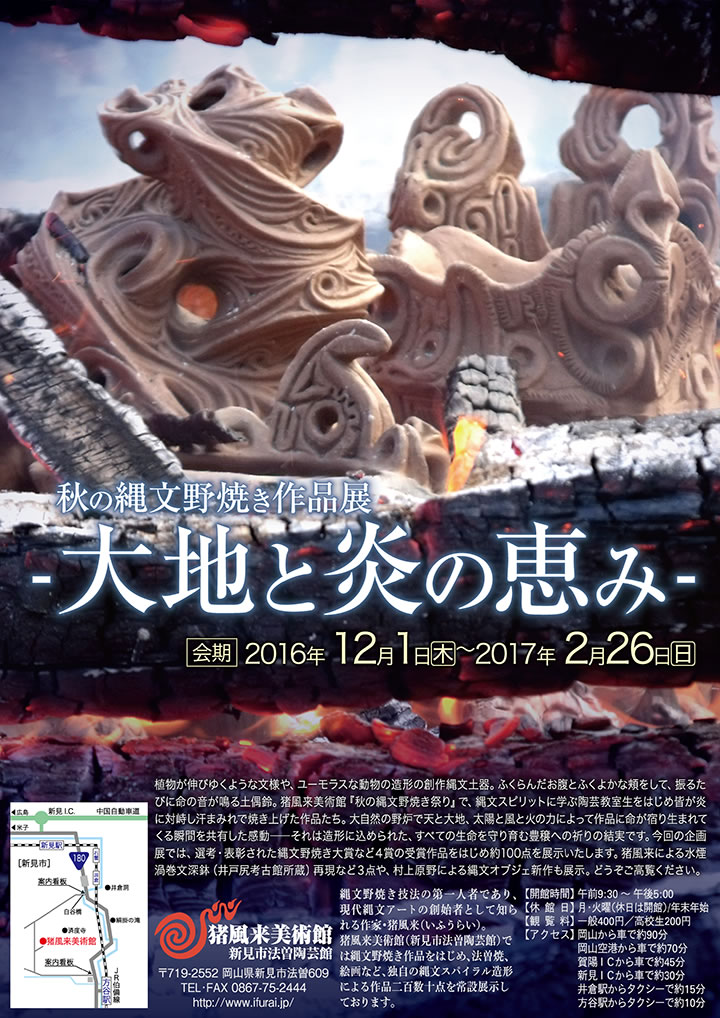 秋の縄文野焼き作品展
-大地と炎の恵み-
会期 2016年 12月1日木～2017年 2月26日日
植物が伸びゆくような文様や、ユーモラスな動物の造形の創作縄文土器。ふくらんだお腹とふくよかな頬をして、振るた
びに命の音が鳴る土偶鈴。猪風来美術館『秋の縄文野焼き祭り』で、縄文スピリットに学ぶ陶芸教室生をはじめ皆が炎
に対峙し汗まみれで焼き上げた作品たち。大自然の野炉で天と大地、太陽と風と火の力によって作品に命が宿り生まれて
くる瞬間を共有した感動――それは造形に込められた、すべての生命を守り育む豊穣への祈りの結実です。今回の企画
展では、選考・表彰された縄文野焼き大賞など4賞の受賞作品をはじめ約100点を展示いたします。猪風来による水煙
渦巻文深鉢（井戸尻考古館所蔵）再現など3点や、村上原野による縄文オブジェ新作も展示。どうぞご高覧ください。
◀広島
新見I.C.
中国自動車道
◀米子
新見駅
180
[新見市]
案内看板
井倉洞
白谷橋
絹掛の滝
済渡寺
猪風来美術館
案内看板
JR伯備線
方谷駅
猪風来美術館
新見市法曽陶芸館
〒719-2552 岡山県新見市法曽609
TEL・FAX 0867-75-2444
http://www.ifurai.jp/
縄文野焼き技法の第一人者であり、
現代縄文アートの創始者として知ら
れる作家・猪風来（いふうらい）。
猪風来美術館（新見市法曽陶芸館）で
は縄文野焼き作品をはじめ、法曽焼、
絵画など、独自の縄文スパイラル造形
による作品二百数十点を常設展示し
ております。
【開館時間】午前9:30～午後5:00
【休館日】月・火曜（休日は開館）/年末年始
【観覧料】一般400円／高校生200円
【アクセス】岡山から車で約90分
岡山空港から車で約70分
賀陽ICから車で約45分
新見ICから車で約30分
井倉駅からタクシーで約15分
方谷駅からタクシーで約10分